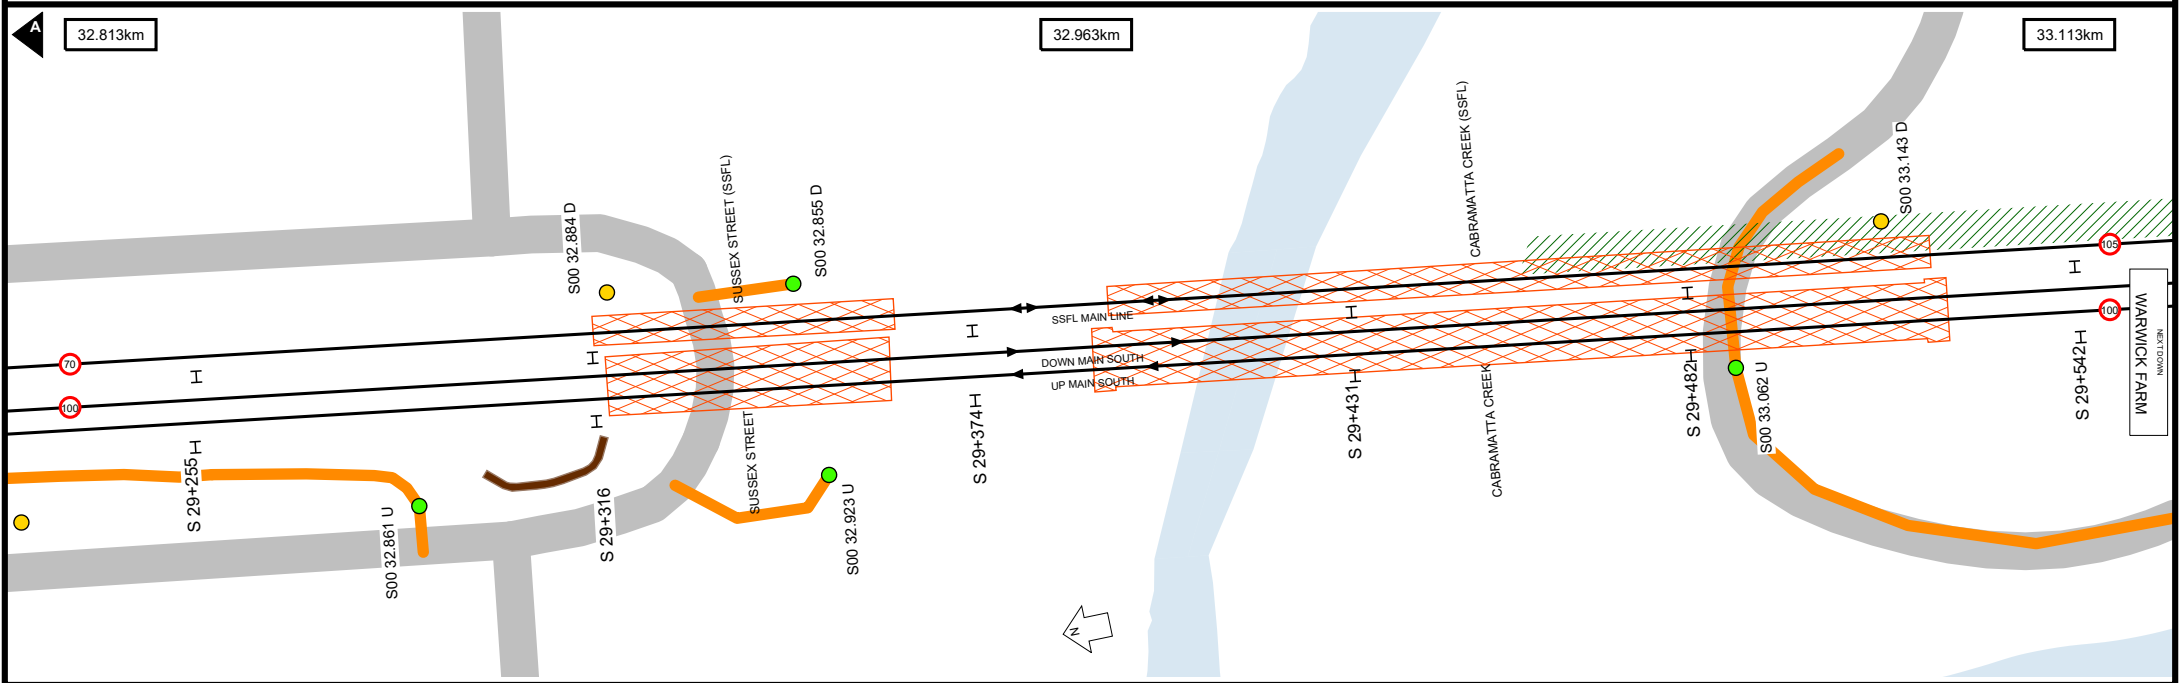 A
32.813km
32.963km
33.113km
S00 32.884 D
SUSSEX STREET (SSFL)
S00 32.855 D
CABRAMATTA CREEK (SSFL)
S00 33.143 D
105
SSFL MAIN LINE
DOWN MAIN SOUTH
UP MAIN SOUTH
70
100
100
WARWICK FARM
NEXT DOWN
S 29+255
S00 32.861 U
S 29+316
SUSSEX STREET
S00 32.923 U
S 29+374
S 29+431
CABRAMATTA CREEK
S 29+482
S00 33.062 U
S 29+542
N